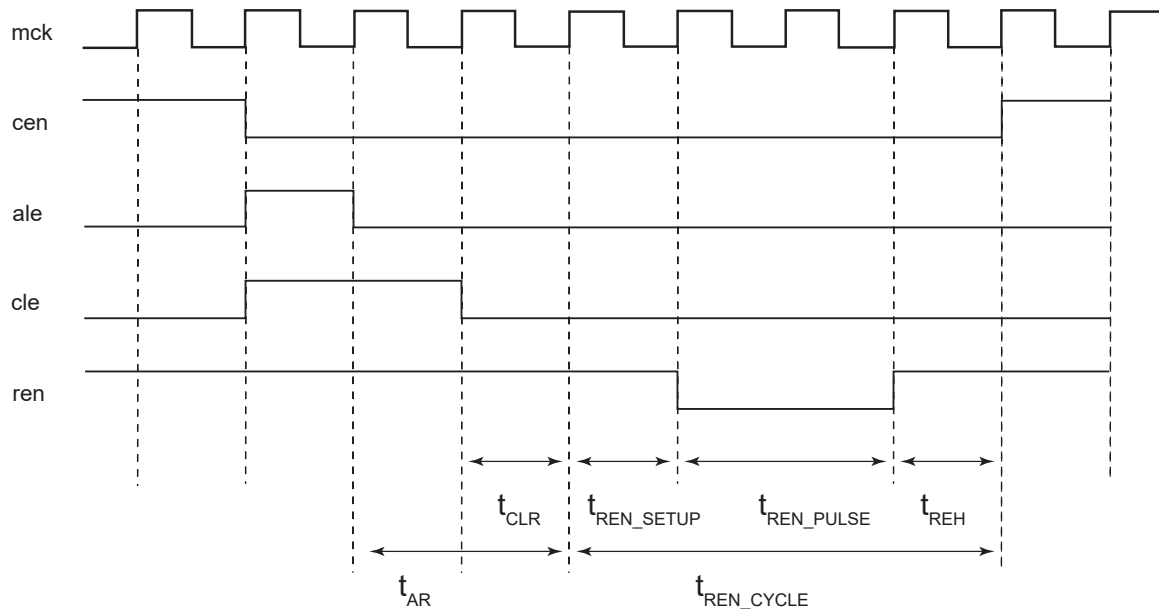 mck
cen
ale
cle
ren
tCLR
tREN_SETUP
tREN_PULSE
tREH
tAR
tREN_CYCLE